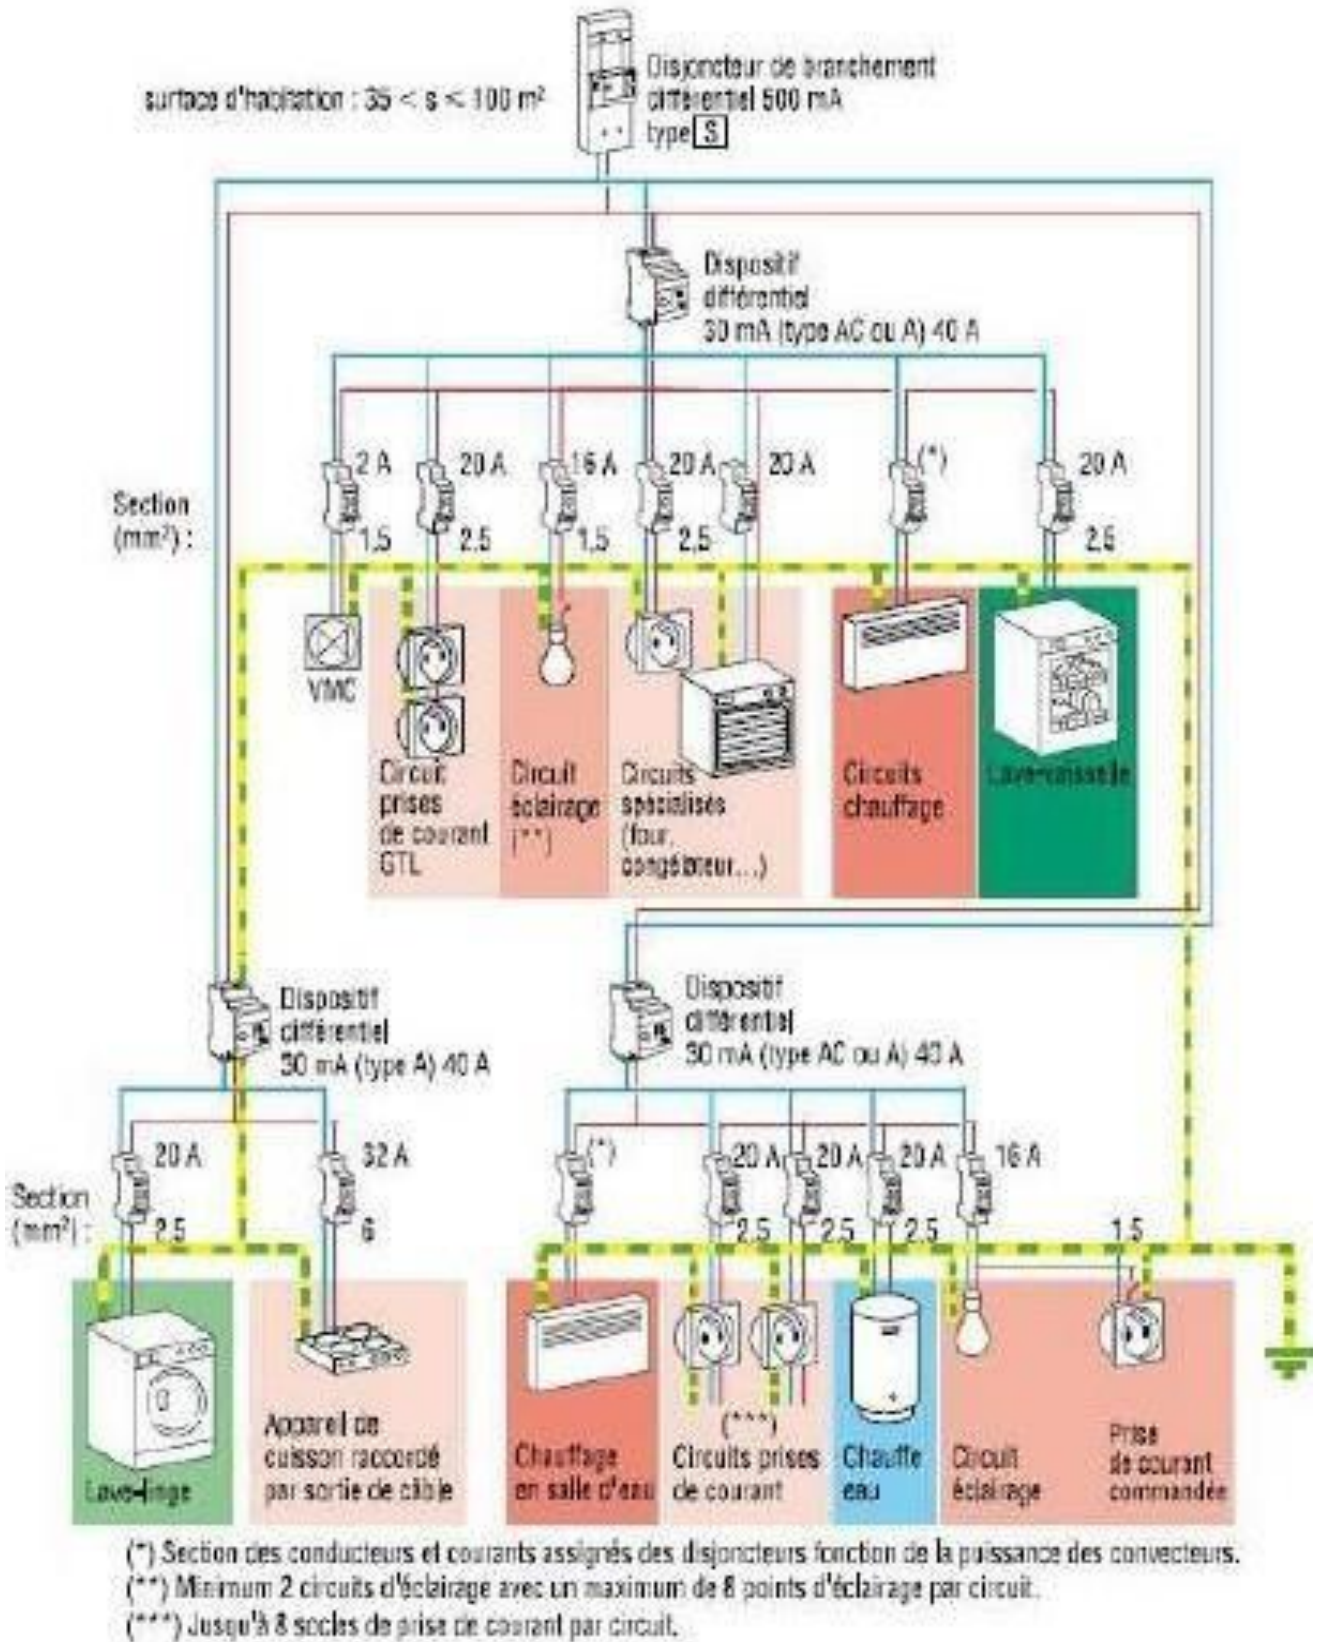 surface d'habitation : 35 < s < 100 m²
Disjoncteur de branchement
différentiel 500 mA
type S
Dispositif
différentiel
30 mA (type AC ou A) 40 A
2 A
20 A
16 A
20 A
20 A
(*)
20 A
Section
(mm²) :
1,5
2.5
1,5
2,5
2,5
VMC
Circuit
prises
de courant
GTL
Circuit
éclairage
(**)
Circuits
spécialisés
(four,
congélateur...)
Circuits
chauffage
Lave-vaisselle
Dispositif
différentiel
30 mA (type A) 40 A
Dispositif
différentiel
30 mA (type AC ou A) 40 A
20 A
32 A
(*)
20 A
20 A
20 A
16 A
Section
(mm²) :
2.5
6
2.5
2.5
2.5
1.5
Lave-linge
Appareil de
cuisson raccordé
par sortie de câble
Chauffage
en salle d'eau
(***)
Circuits prises
de courant
Chauffe
eau
Circuit
éclairage
Prise
de courant
commandée
(*) Section des conducteurs et courants assignés des disjoncteurs fonction de la puissance des convecteurs.
(**) Minimum 2 circuits d'éclairage avec un maximum de 8 points d'éclairage par circuit.
(***) Jusqu'à 8 socles de prise de courant par circuit.